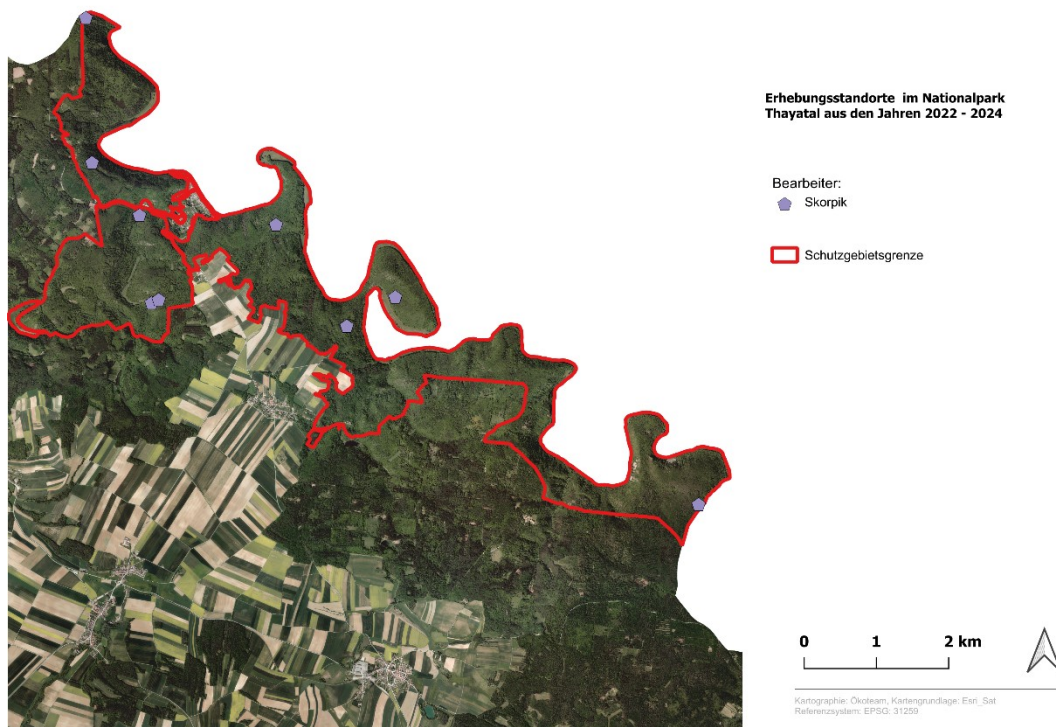 Erhebungsstandorte im Nationalpark
Thayatal aus den Jahren 2022 - 2024
Bearbeiter:
Skorpik
Schutzgebietsgrenze
0 1 2 km
Kartographie: Ökoteam, Kartengrundlage: Esri_Sat
Referenzsystem: EPSG: 31259